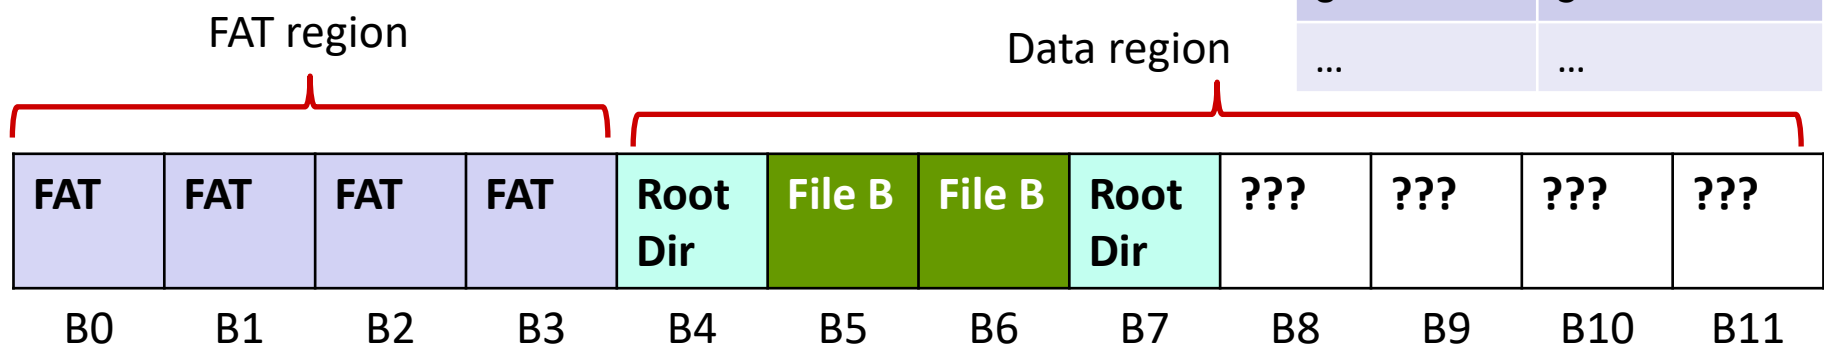 FAT region
Data region
… …
FAT FAT FAT FAT Root Dir File B File B Root Dir ??? ??? ??? ???
B0 B1 B2 B3 B4 B5 B6 B7 B8 B9 B10 B11